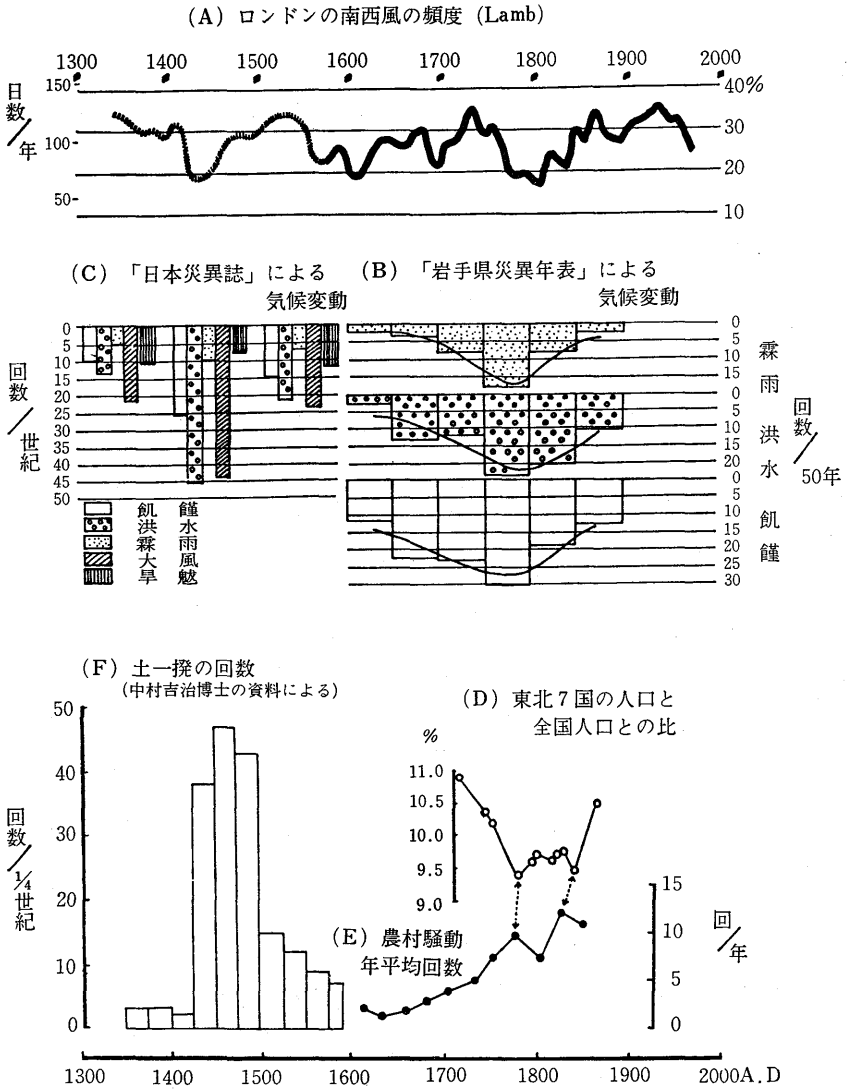 (A) ロンドンの南西風の頻度 (Lamb)
1300 1400 1500 1600 1700 1800 1900 2000
日数/年
150
100
50
40%
30
20
10
(C) 「日本災異誌」による
気候変動
(B) 「岩手県災異年表」による
気候変動
回数/世紀
0
5
10
15
20
25
30
35
40
45
50
飢饉
洪水
霖雨
大風
旱魃
0
5
10
15
霖雨
0
5
10
15
20
洪水
0
5
10
15
20
25
30
飢饉
回数/50年
(F) 土一揆の回数
(中村吉治博士の資料による)
回数/¼世紀
50
40
30
20
10
0
(D) 東北7国の人口と
全国人口との比
%
11.0
10.5
10.0
9.5
9.0
(E) 農村騒動
年平均回数
15
10
5
0
回/年
1300 1400 1500 1600 1700 1800 1900 2000A.D